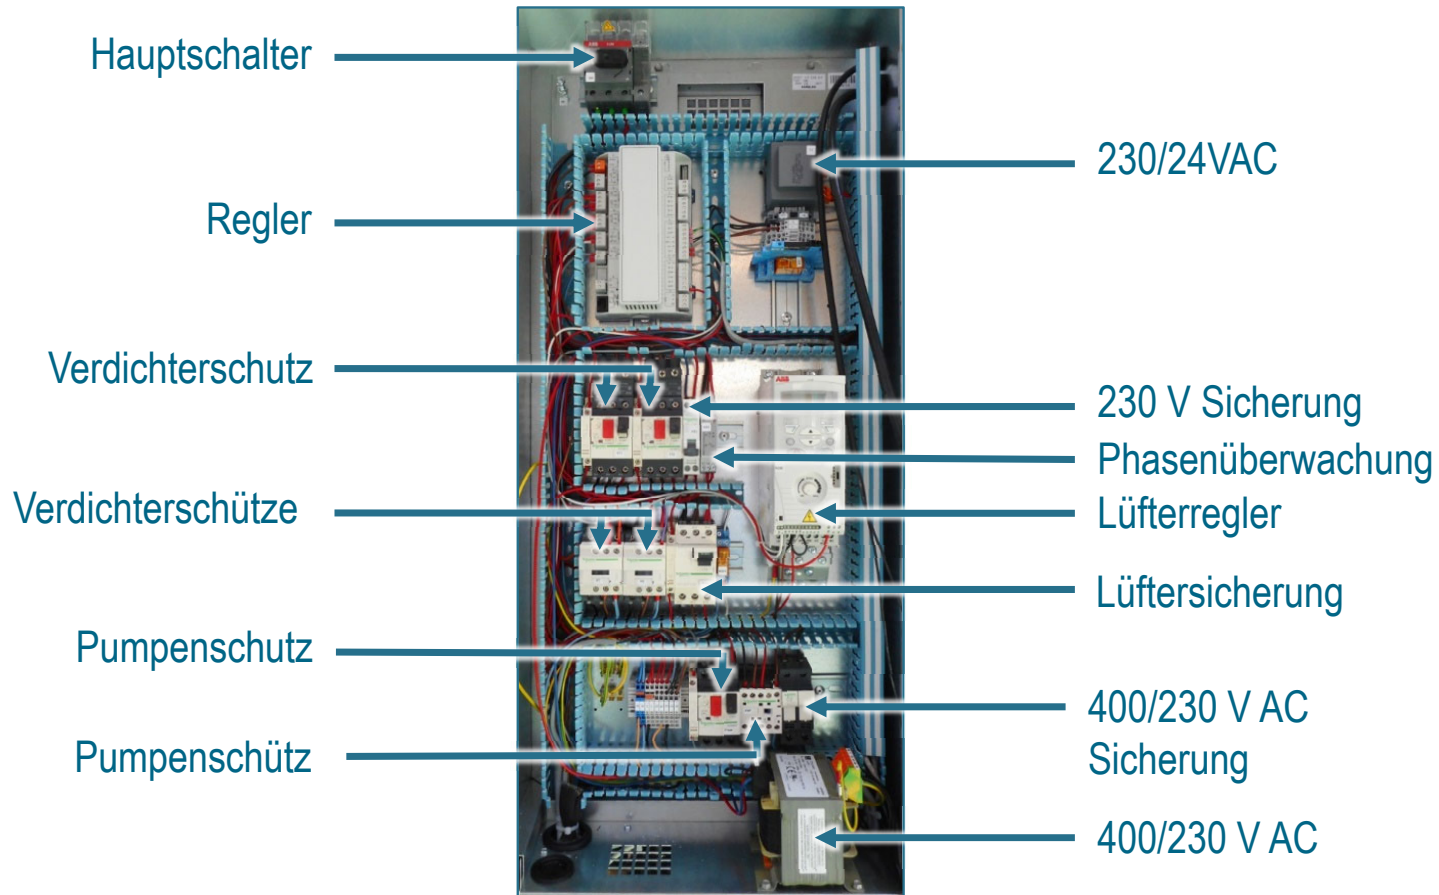 Hauptschalter
230/24VAC
Regler
Verdichterschutz
ABB
230 V Sicherung
Phasenüberwachung
Verdichterschütze
Lüfterregler
Lüftersicherung
Pumpenschutz
400/230 V AC
Sicherung
Pumpenschütz
400/230 V AC